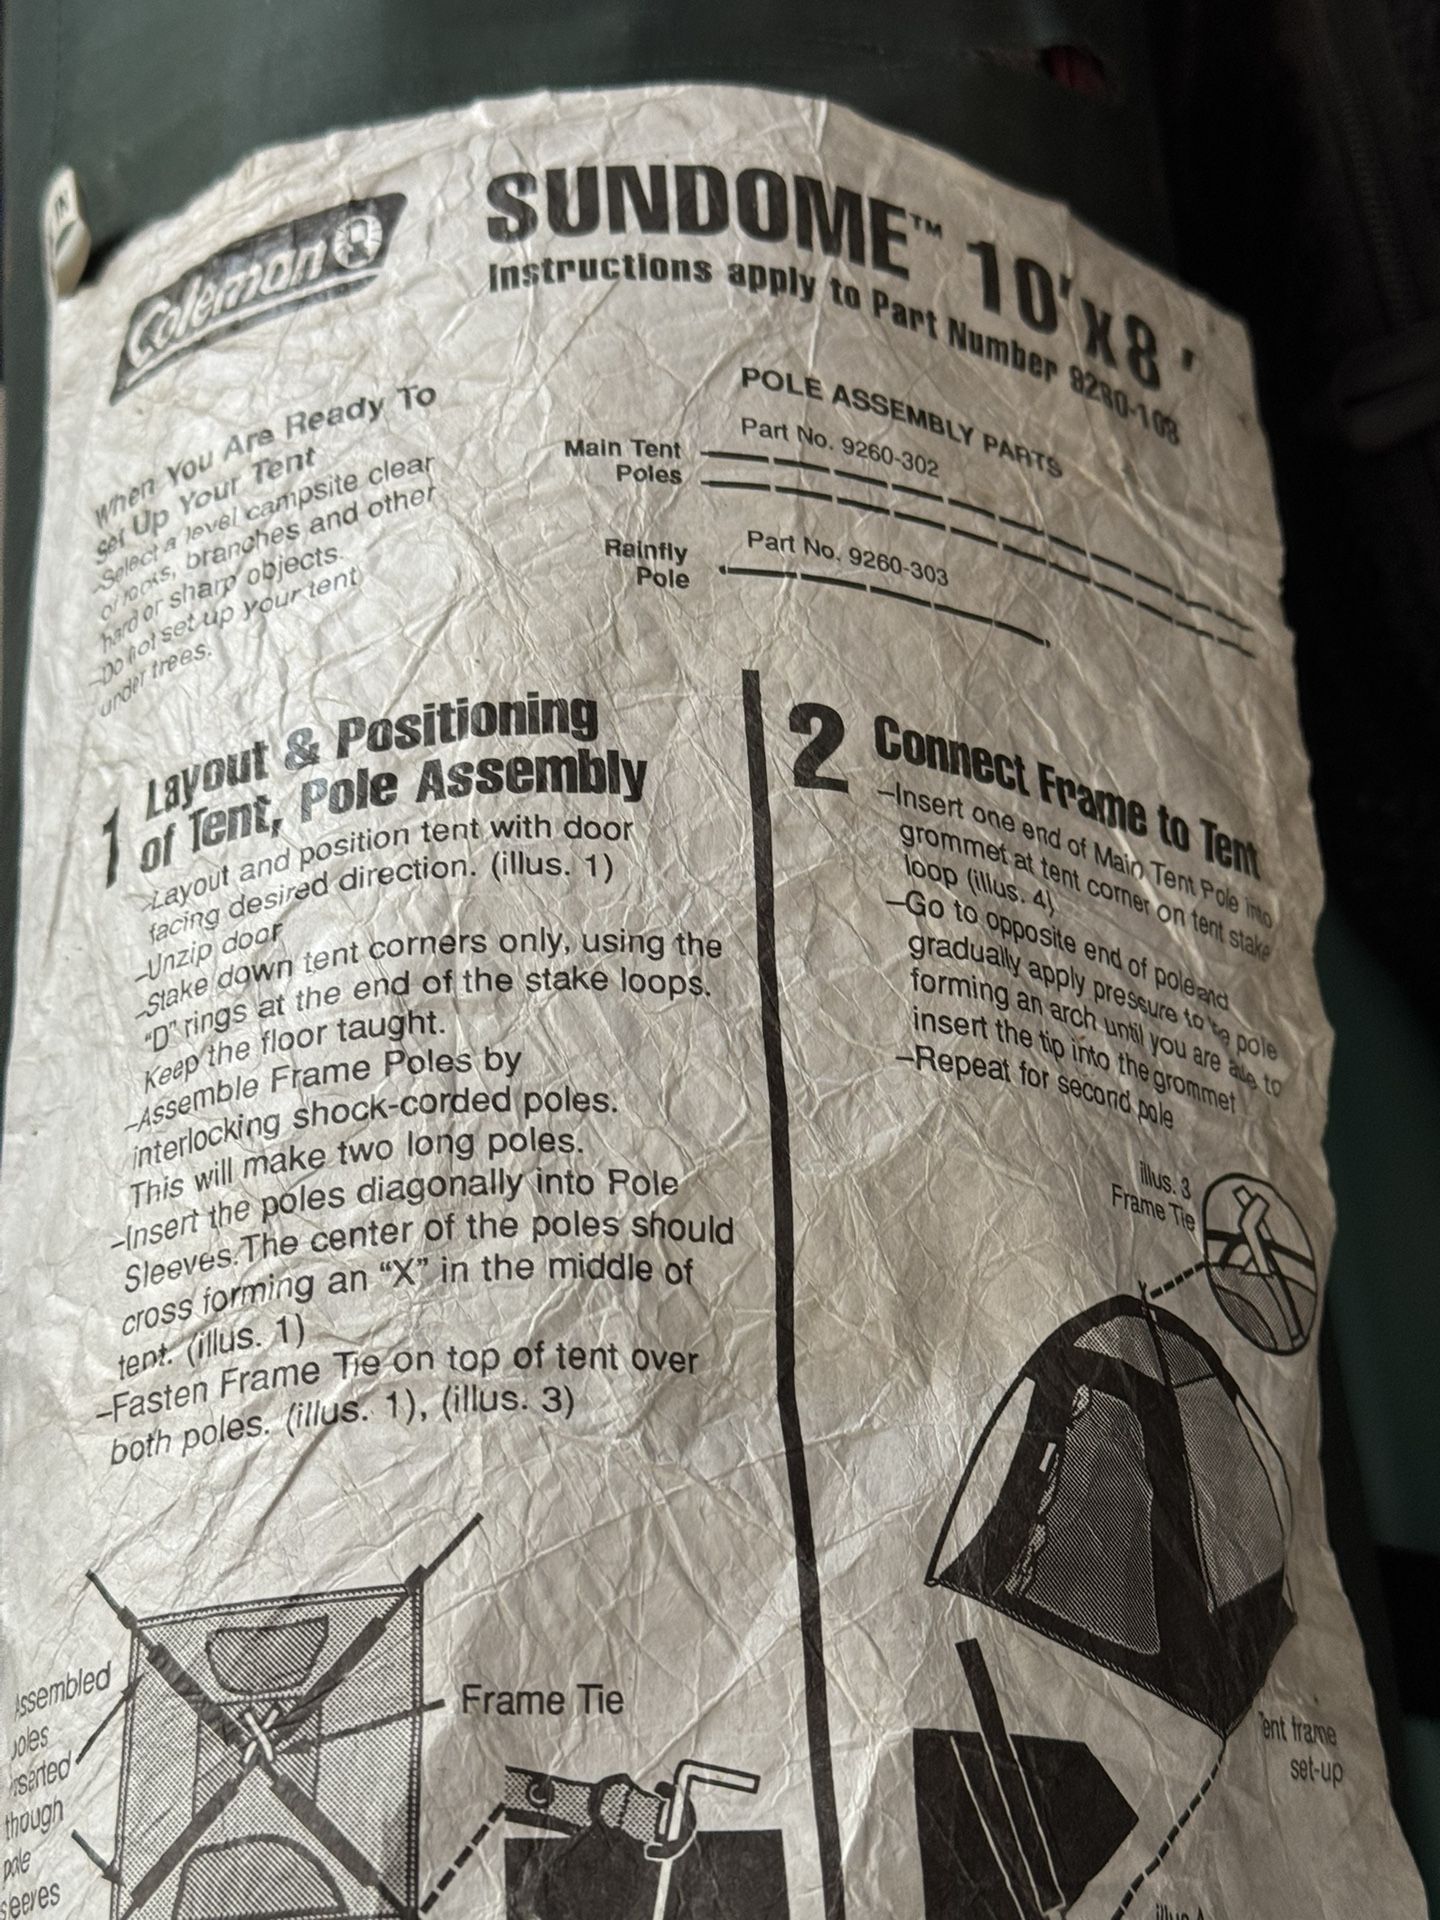 Coleman
SUNDOME™ 10'x8'
Instructions apply to Part Number 9280-108
When You Are Ready To
Set Up Your Tent
-Select a level campsite clear
of rocks, branches and other
hard or sharp objects.
-Do not set up your tent
under trees.
POLE ASSEMBLY PARTS
Main Tent
Poles
Part No. 9260-302
Rainfly
Pole
Part No. 9260-303
1 Layout & Positioning
of Tent, Pole Assembly
-Layout and position tent with door
facing desired direction. (illus. 1)
-Unzip door
-Stake down tent corners only, using the
"D" rings at the end of the stake loops.
Keep the floor taught.
-Assemble Frame Poles by
interlocking shock-corded poles.
This will make two long poles.
-Insert the poles diagonally into Pole
Sleeves.The center of the poles should
cross forming an “X” in the middle of
tent. (illus. 1)
-Fasten Frame Tie on top of tent over
both poles. (illus. 1), (illus. 3)
Assembled
poles
inserted
though
pole
sleeves
Frame Tie
2 Connect Frame to Tent
-Insert one end of Main Tent Pole into
grommet at tent corner on tent stake
loop (illus. 4)
-Go to opposite end of pole and
gradually apply pressure to the pole
forming an arch until you are able to
insert the tip into the grommet
-Repeat for second pole
illus. 3
Frame Tie
Tent frame
set-up